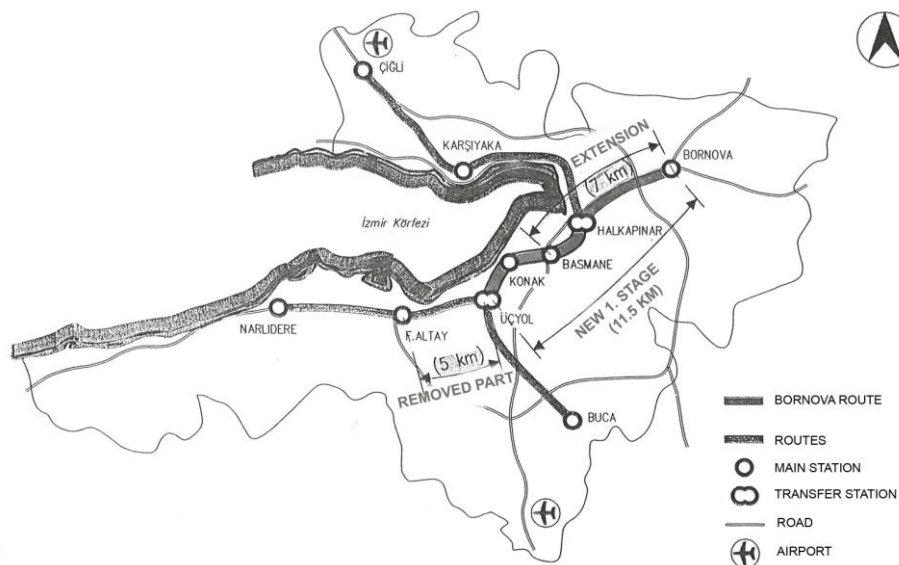 ÇİĞLİ
KARŞIYAKA
EXTENSION
(7 km)
BORNOVA
İzmir Körfezi
HALKAPINAR
BASMANE
KONAK
NEW 1. STAGE
(11.5 KM)
NARLIDERE
F.ALTAY
ÜÇYOL
(5 km)
REMOVED PART
BUCA
BORNOVA ROUTE
ROUTES
MAIN STATION
TRANSFER STATION
ROAD
AIRPORT